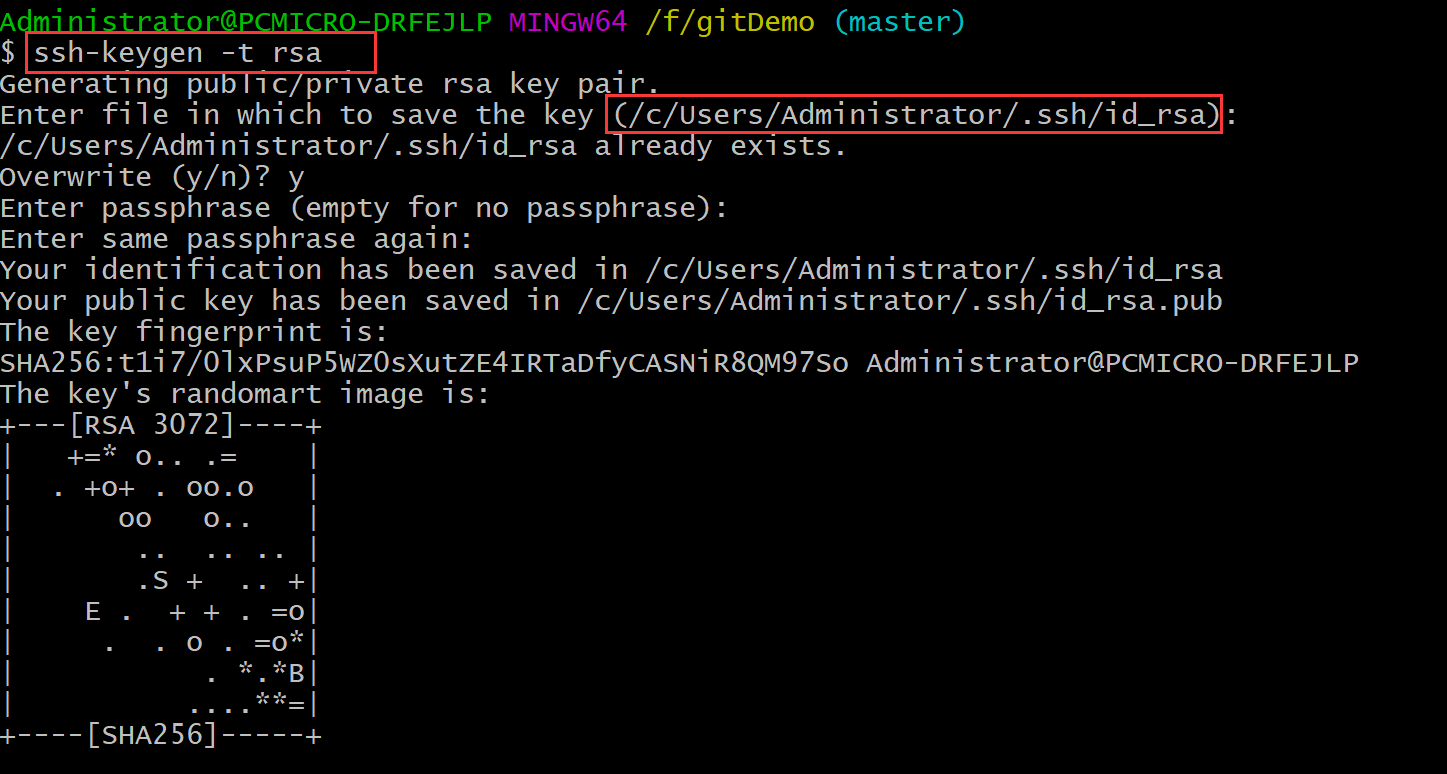 Administrator@PCMICRO-DRFEJLP MINGW64 /f/gitDemo (master)
$ ssh-keygen -t rsa
Generating public/private rsa key pair.
Enter file in which to save the key (/c/Users/Administrator/.ssh/id_rsa):
/c/Users/Administrator/.ssh/id_rsa already exists.
Overwrite (y/n)? y
Enter passphrase (empty for no passphrase):
Enter same passphrase again:
Your identification has been saved in /c/Users/Administrator/.ssh/id_rsa
Your public key has been saved in /c/Users/Administrator/.ssh/id_rsa.pub
The key fingerprint is:
SHA256:t1i7/OlxPsuP5WZOsXutZE4IRTaDfyCASNiR8QM97So Administrator@PCMICRO-DRFEJLP
The key's randomart image is:
+---[RSA 3072]----+
|   +=* o.. .=    |
|  . +o+ . oo.o   |
|      oo   o..   |
|       ..  .. .. |
|       .S +  .. +|
|    E .  + + . =o|
|     .  . o . =o*|
|           . *.*B|
|          ....**=|
+----[SHA256]-----+